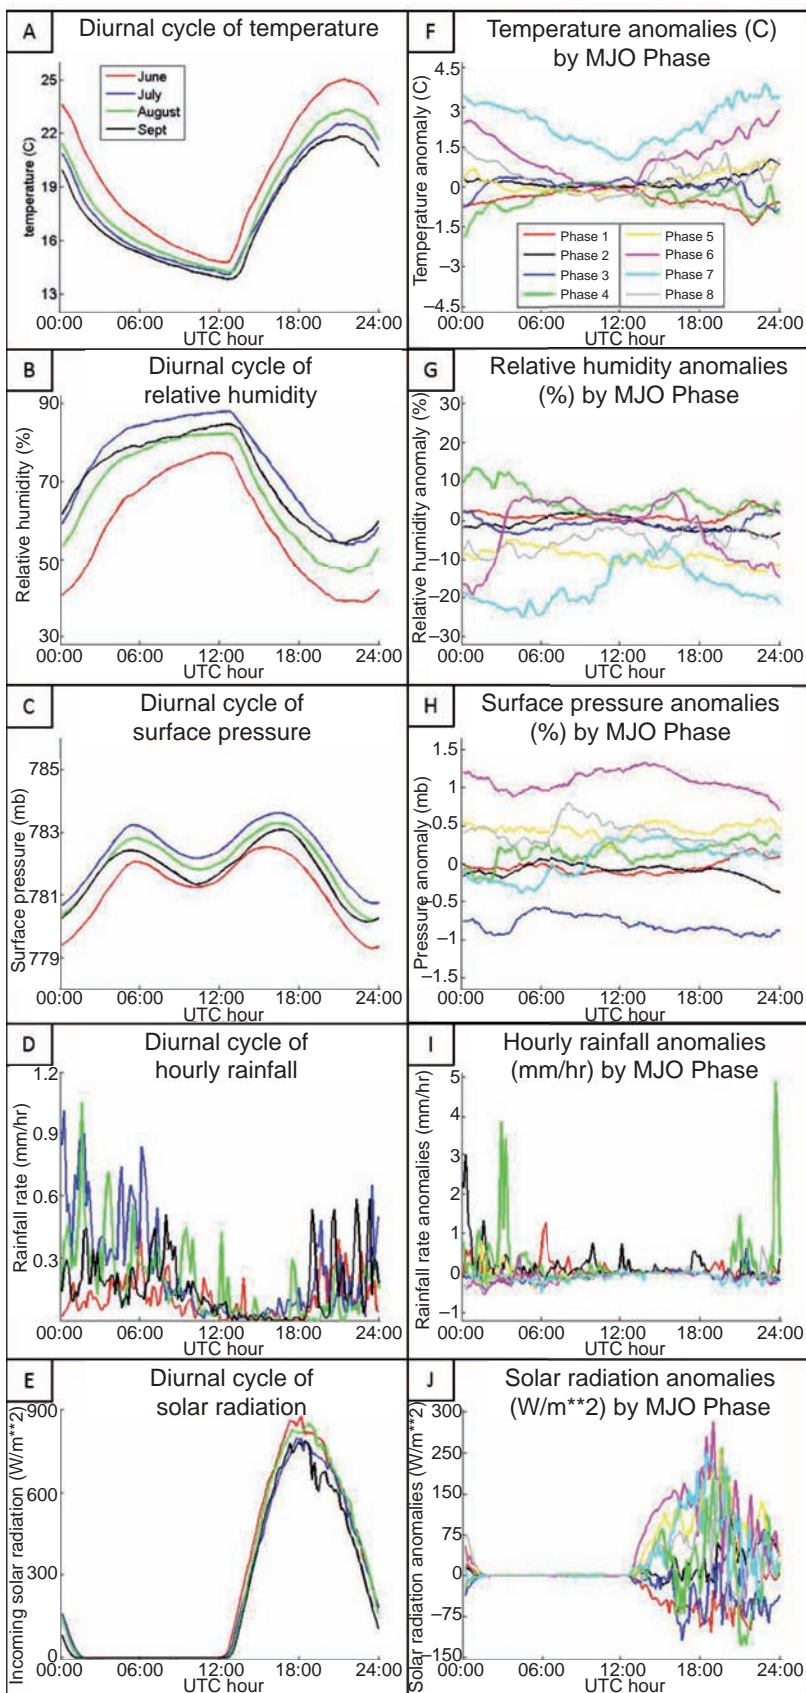 A
Diurnal cycle of temperature
temperature (C)
25
22
19
16
13
June
July
August
Sept
00:00 06:00 12:00 18:00 24:00
UTC hour
F
Temperature anomalies (C)
by MJO Phase
Temperature anomaly (C)
4.5
3
1.5
0
–1.5
–3
–4.5
Phase 1
Phase 2
Phase 3
Phase 4
Phase 5
Phase 6
Phase 7
Phase 8
00:00 06:00 12:00 18:00 24:00
UTC hour
B
Diurnal cycle of
relative humidity
Relative humidity (%)
90
70
50
30
00:00 06:00 12:00 18:00 24:00
UTC hour
G
Relative humidity anomalies
(%) by MJO Phase
Relative humidity anomaly (%)
30
20
10
0
–10
–20
–30
00:00 06:00 12:00 18:00 24:00
UTC hour
C
Diurnal cycle of
surface pressure
Surface pressure (mb)
785
783
781
779
00:00 06:00 12:00 18:00 24:00
UTC hour
H
Surface pressure anomalies
(%) by MJO Phase
Pressure anomaly (mb)
1.5
1
0.5
0
–0.5
–1
–1.5
00:00 06:00 12:00 18:00 24:00
UTC hour
D
Diurnal cycle of
hourly rainfall
Rainfall rate (mm/hr)
1.2
0.9
0.6
0.3
00:00 06:00 12:00 18:00 24:00
UTC hour
I
Hourly rainfall anomalies
(mm/hr) by MJO Phase
Rainfall rate anomalies (mm/hr)
5
4
3
2
1
0
–1
00:00 06:00 12:00 18:00 24:00
UTC hour
E
Diurnal cycle of
solar radiation
Incoming solar radiation (W/m**2)
900
600
300
0
00:00 06:00 12:00 18:00 24:00
UTC hour
J
Solar radiation anomalies
(W/m**2) by MJO Phase
Solar radiation anomalies (W/m**2)
300
225
150
75
0
–75
–150
00:00 06:00 12:00 18:00 24:00
UTC hour